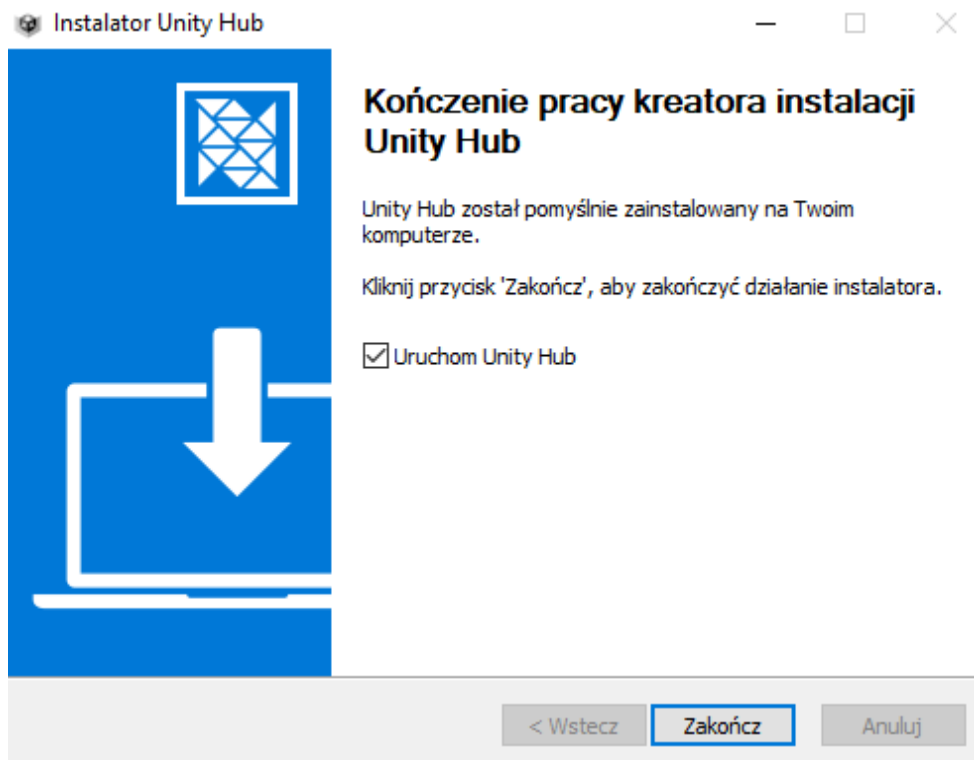 Instalator Unity Hub
Kończenie pracy kreatora instalacji
Unity Hub
Unity Hub został pomyślnie zainstalowany na Twoim
komputerze.
Kliknij przycisk 'Zakończ', aby zakończyć działanie instalatora.
Uruchom Unity Hub
< Wstecz
Zakończ
Anuluj